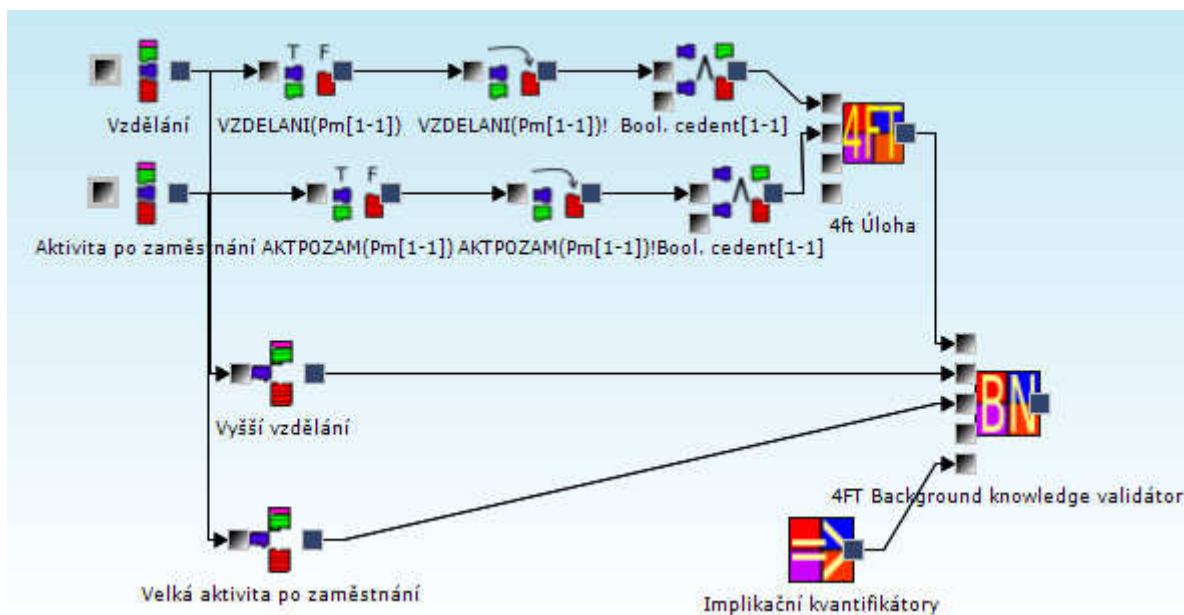 T F
Vzdělání VZDELANI(Pm[1-1]) VZDELANI(Pm[1-1])! Bool. cedent[1-1]
4FT
T F
4ft Úloha
Aktivita po zaměstnání AKTPOZAM(Pm[1-1]) AKTPOZAM(Pm[1-1])!Bool. cedent[1-1]
BN
Vyšší vzdělání
4FT Background knowledge validátor
Velká aktivita po zaměstnání
Implikační kvantifikátory